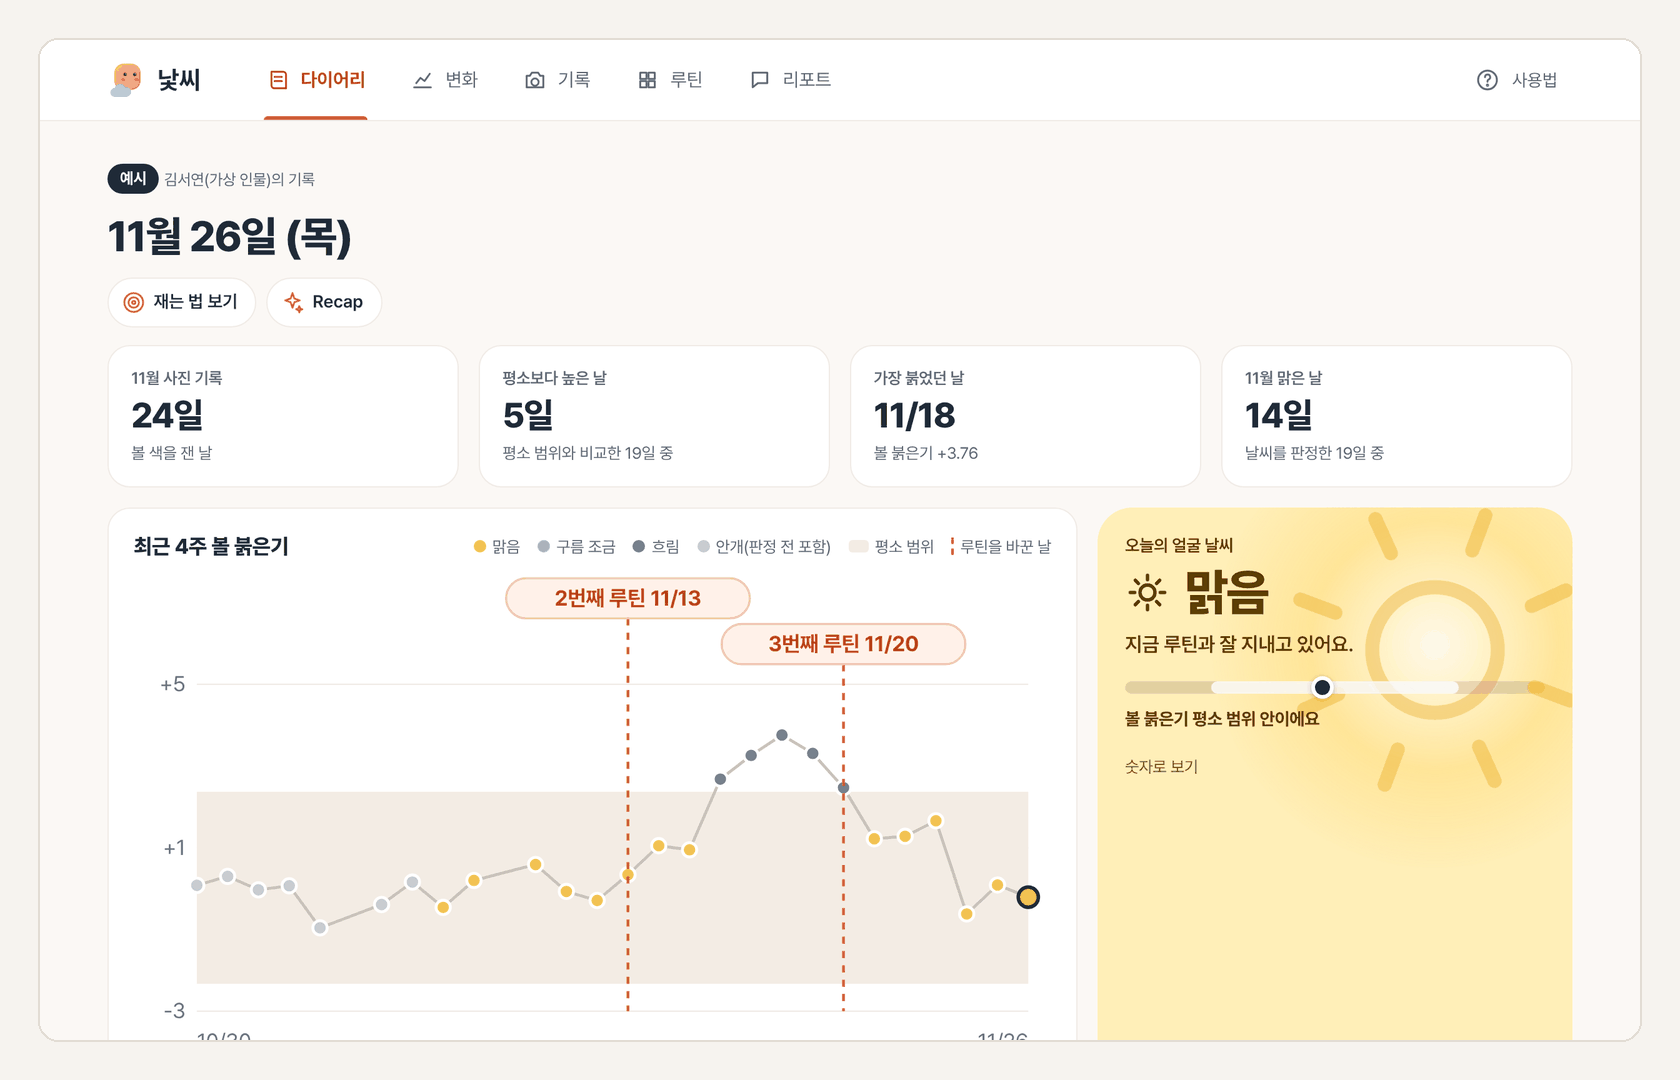 낯씨
다이어리
변화
기록
루틴
리포트
사용법
예시 김서연(가상 인물)의 기록
11월 26일 (목)
재는 법 보기
Recap
11월 사진 기록
24일
볼 색을 잰 날
평소보다 높은 날
5일
평소 범위와 비교한 19일 중
가장 붉었던 날
11/18
볼 붉은기 +3.76
11월 맑은 날
14일
날씨를 판정한 19일 중
최근 4주 볼 붉은기
맑음
구름 조금
흐림
안개(판정 전 포함)
평소 범위
루틴을 바꾼 날
2번째 루틴 11/13
3번째 루틴 11/20
+5
+1
-3
10/30
11/26
오늘의 얼굴 날씨
맑음
지금 루틴과 잘 지내고 있어요.
볼 붉은기 평소 범위 안이에요
숫자로 보기